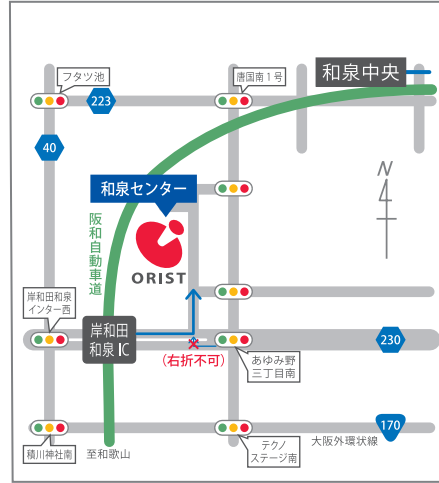 フタツ池
唐国南1号
和泉中央
223
40
N
和泉センター
阪和自動車道
ORIST
岸和田和泉
インター西
岸和田
和泉IC
(右折不可)
あゆみ野
三丁目南
230
170
積川神社南
至和歌山
テクノ
ステージ南
大阪外環状線